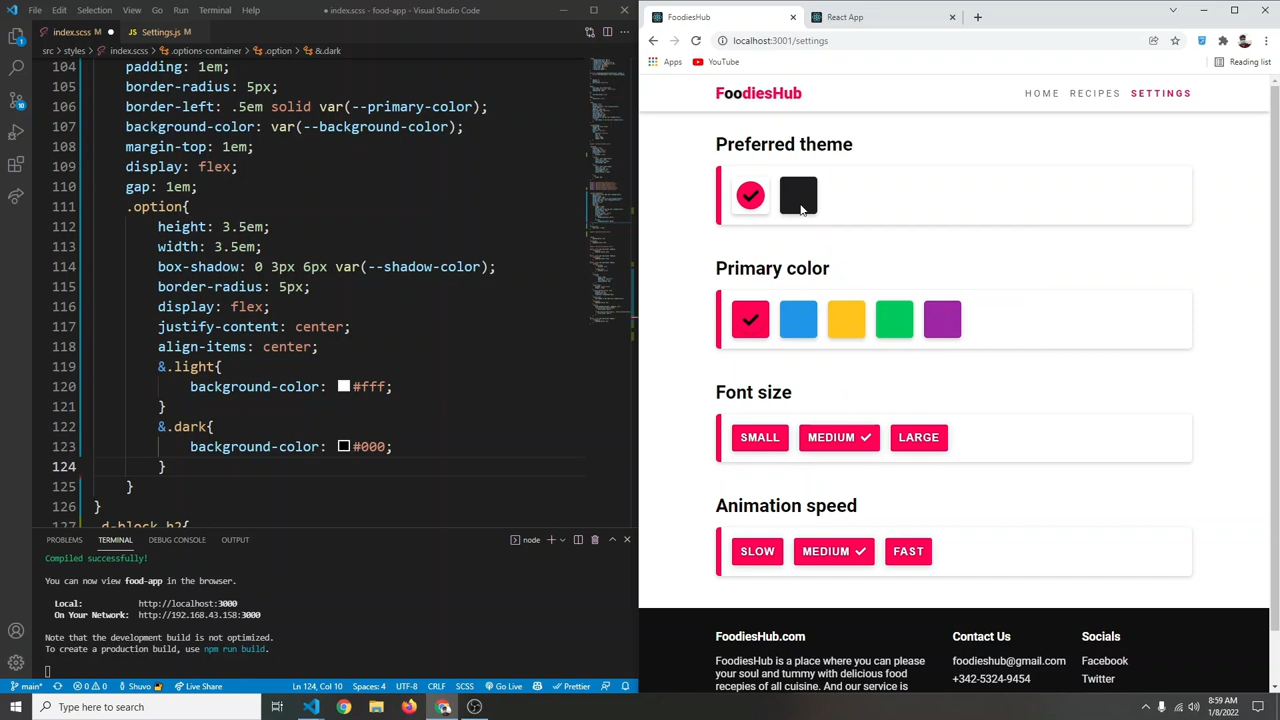 File Edit Selection View Go Run Terminal
index.scss - food-app - Visual Studio Code
index.scss
Settings.js
src > styles > index.scss > .options-container > .option > &.dark
padding: 1em;
105 border-radius: 5px;
106 border-left: .5em solid var(--primary-color);
107 background-color: var(--background-color);
108 margin-top: 1em;
109 display: flex;
110 gap: 1em;
111 .option{
112 height: 3.5em;
113 width: 3.5em;
114 box-shadow: 0 3px 6px var(--shadow-color);
115 border-radius: 5px;
116 display: flex;
117 justify-content: center;
118 align-items: center;
119 &.light{
120 background-color: #fff;
121 }
122 &.dark{
123 background-color: #000;
124 }
125 }
126 }
127 .d-block h2{
PROBLEMS TERMINAL DEBUG CONSOLE OUTPUT
node
Compiled successfully!
You can now view food-app in the browser.
Local: http://localhost:3000
On Your Network: http://192.168.43.158:3000
Note that the development build is not optimized.
To create a production build, use npm run build.
main* 0 0 Shuvo Live Share
Ln 124, Col 10 Spaces: 4 UTF-8 CRLF SCSS Go Live Prettier
FoodiesHub
React App
localhost:3001/settings
Apps YouTube
Reading list
FoodiesHub
HOME RECIPES SETTINGS
Preferred theme
Primary color
Font size
SMALL MEDIUM LARGE
Animation speed
SLOW MEDIUM FAST
FoodiesHub.com
FoodiesHub is a place where you can please
your soul and tummy with delicious food
recepies of all cuisine. And our service is
Contact Us
foodieshub@gmail.com
+342-5324-9454
Socials
Facebook
Twitter
Type here to search
8:59 AM
1/8/2022